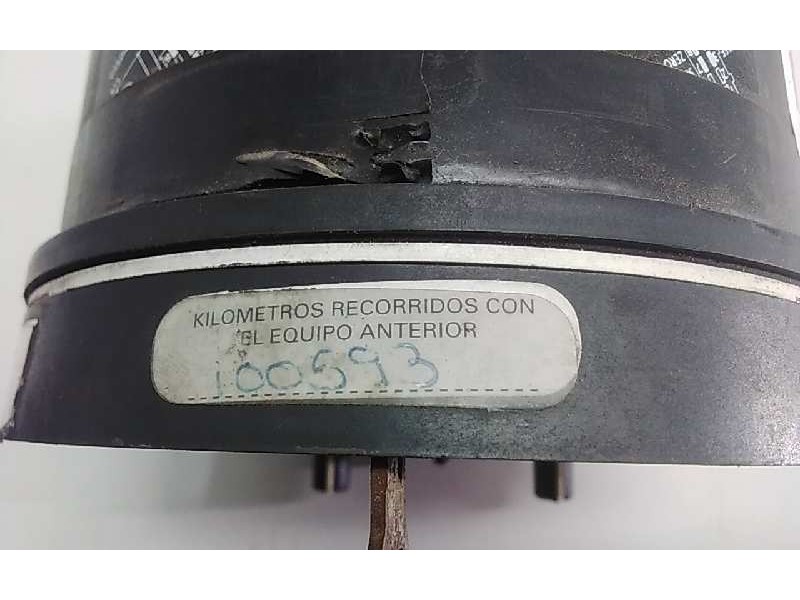 KILOMETROS RECORRIDOS CON
EL EQUIPO ANTERIOR
100593